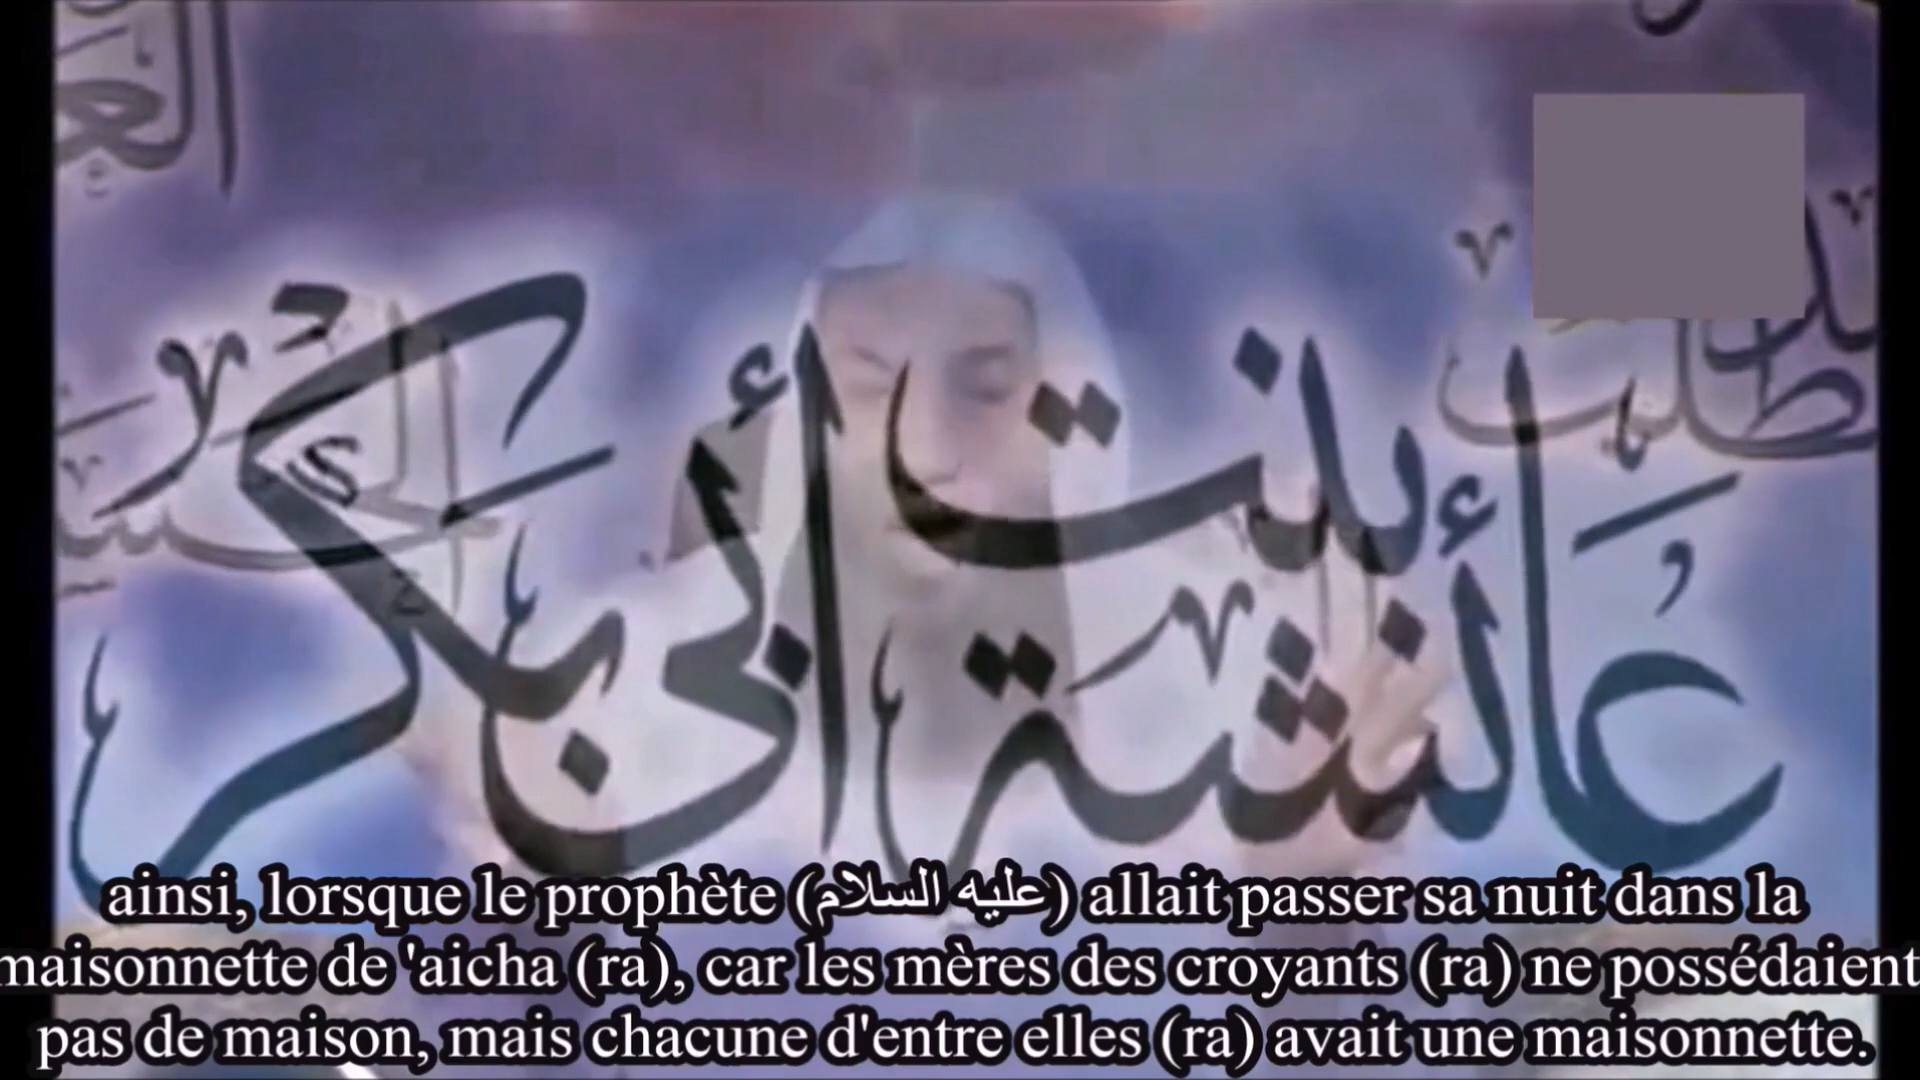 عَائشة بنت أبي بكر
ainsi, lorsque le prophète (عليه السلام) allait passer sa nuit dans la
maisonnette de 'aicha (ra), car les mères des croyants (ra) ne possédaient
pas de maison, mais chacune d'entre elles (ra) avait une maisonnette.